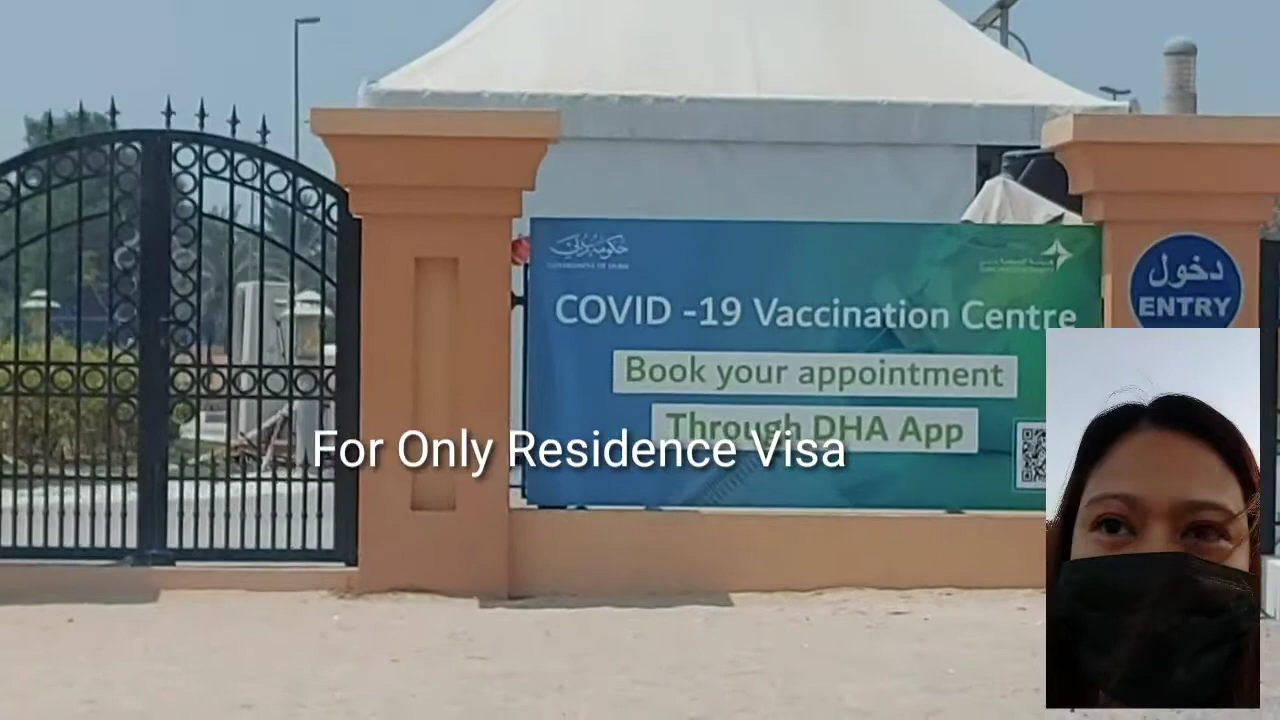 حكومة دبي
GOVERNMENT OF DUBAI
COVID -19 Vaccination Centre
Book your appointment
Through DHA App
دخول
ENTRY
For Only Residence Visa